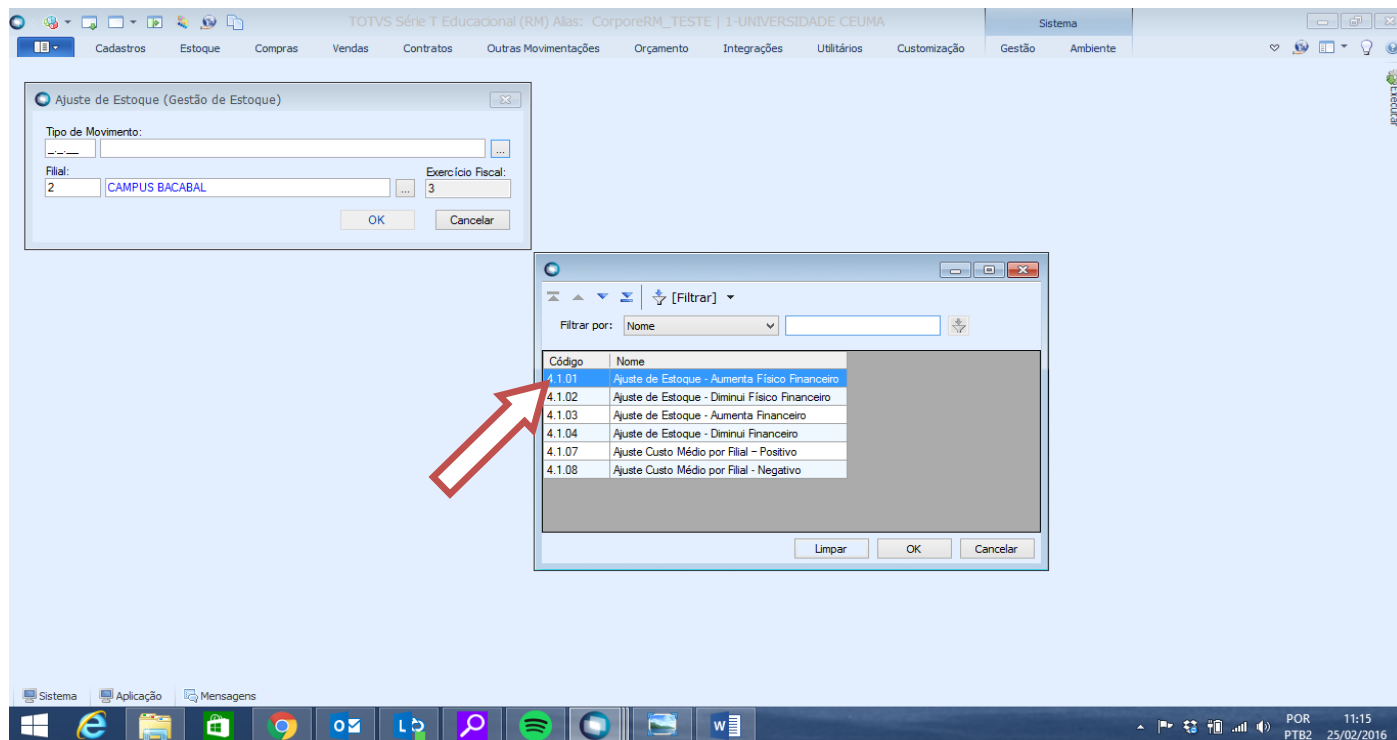 TOTVS Série T Educacional (RM) Alias: CorporeRM_TESTE | 1-UNIVERSIDADE CEUMA
Sistema
Cadastros Estoque Compras Vendas Contratos Outras Movimentações Orçamento Integrações Utilitários Customização Gestão Ambiente
Executar
Ajuste de Estoque (Gestão de Estoque)
Tipo de Movimento:
_._.__
...
Filial: Exercício Fiscal:
2 CAMPUS BACABAL ... 3
OK Cancelar
[Filtrar]
Filtrar por: Nome
Código Nome
4.1.01 Ajuste de Estoque - Aumenta Físico Financeiro
4.1.02 Ajuste de Estoque - Diminui Físico Financeiro
4.1.03 Ajuste de Estoque - Aumenta Financeiro
4.1.04 Ajuste de Estoque - Diminui Financeiro
4.1.07 Ajuste Custo Médio por Filial – Positivo
4.1.08 Ajuste Custo Médio por Filial - Negativo
Limpar OK Cancelar
Sistema Aplicação Mensagens
POR 11:15
PTB2 25/02/2016